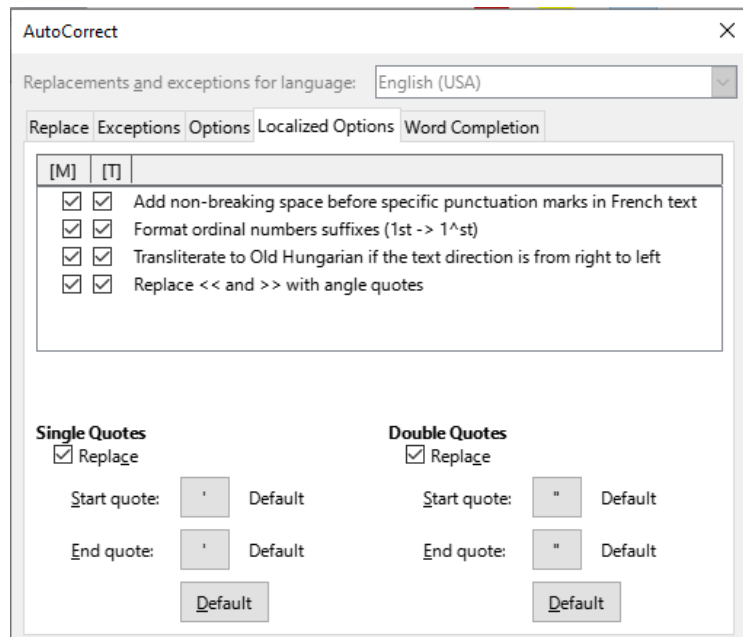 AutoCorrect
Replacements and exceptions for language: English (USA)
Replace Exceptions Options Localized Options Word Completion
[M] [T]
Add non-breaking space before specific punctuation marks in French text
Format ordinal numbers suffixes (1st -> 1^st)
Transliterate to Old Hungarian if the text direction is from right to left
Replace << and >> with angle quotes
Single Quotes Double Quotes
Replace Replace
Start quote: ' Default Start quote: " Default
End quote: ' Default End quote: " Default
Default Default